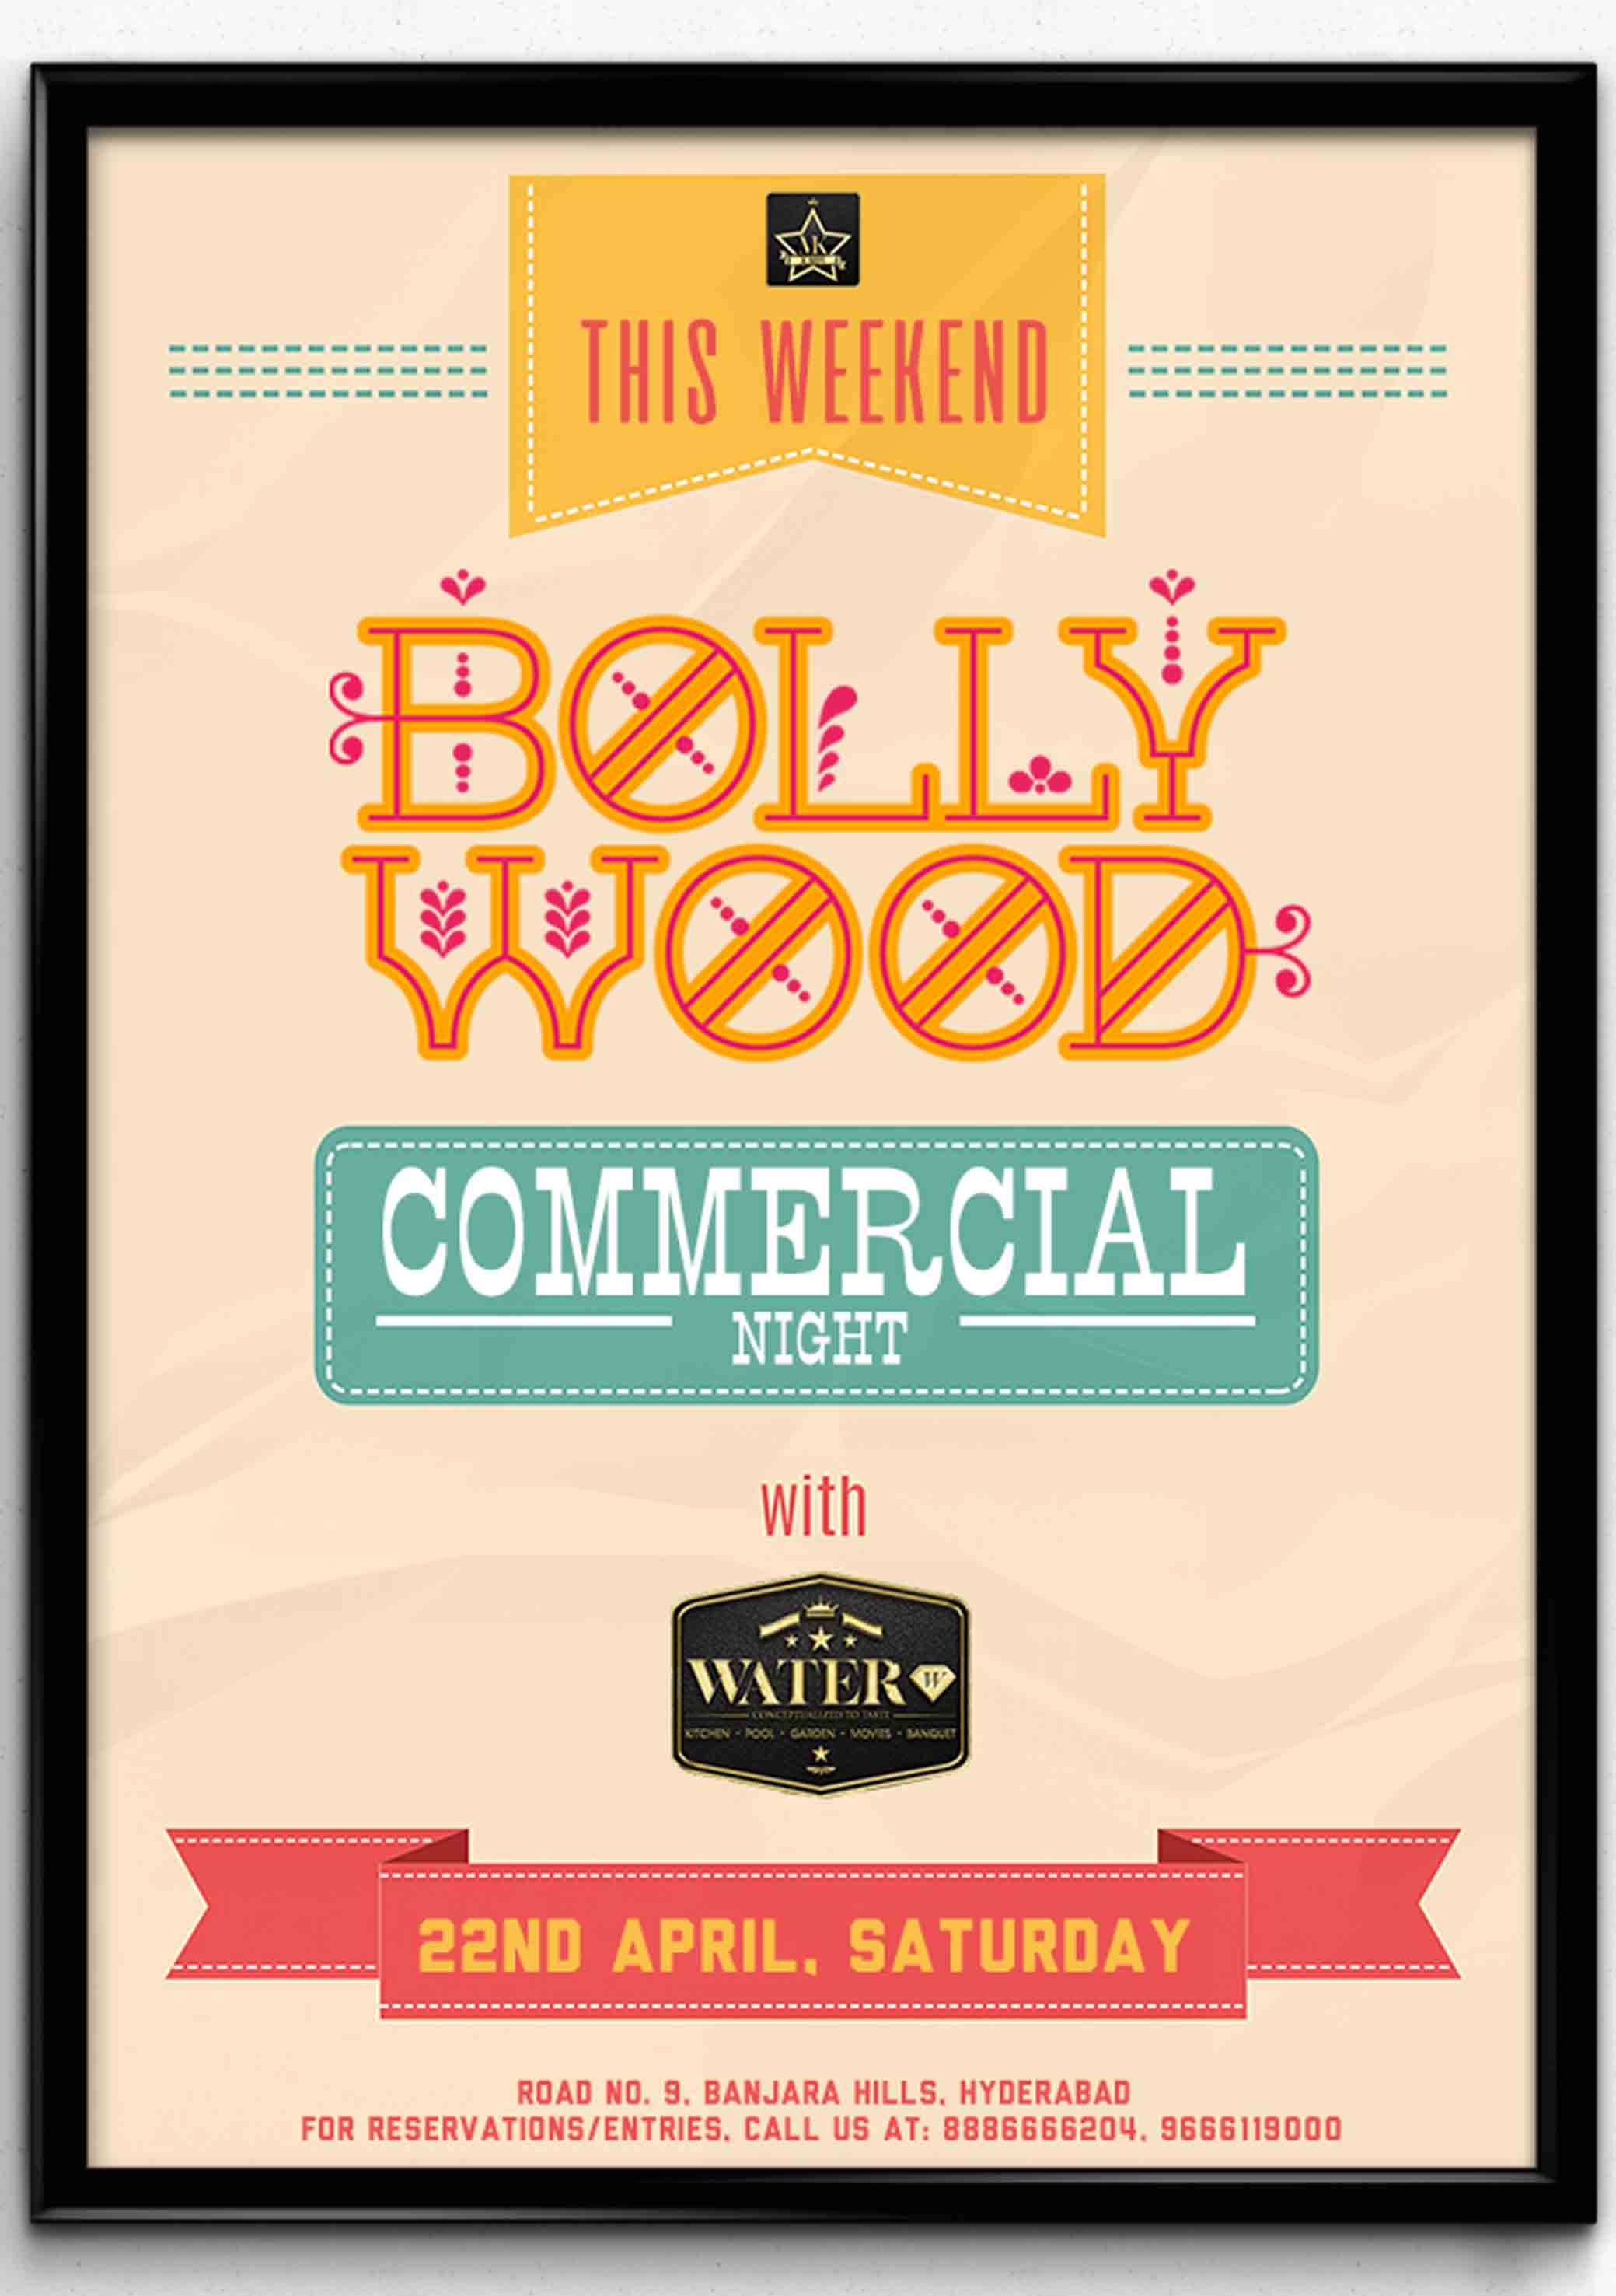 THIS WEEKEND
BOLLY
WOOD
COMMERCIAL
NIGHT
with
WATER W
CONCEPTUALIZED TO TASTE
KITCHEN • POOL • GARDEN • MOVIES • BANQUET
22ND APRIL, SATURDAY
ROAD NO. 9, BANJARA HILLS, HYDERABAD
FOR RESERVATIONS/ENTRIES, CALL US AT: 8886666204, 9666119000